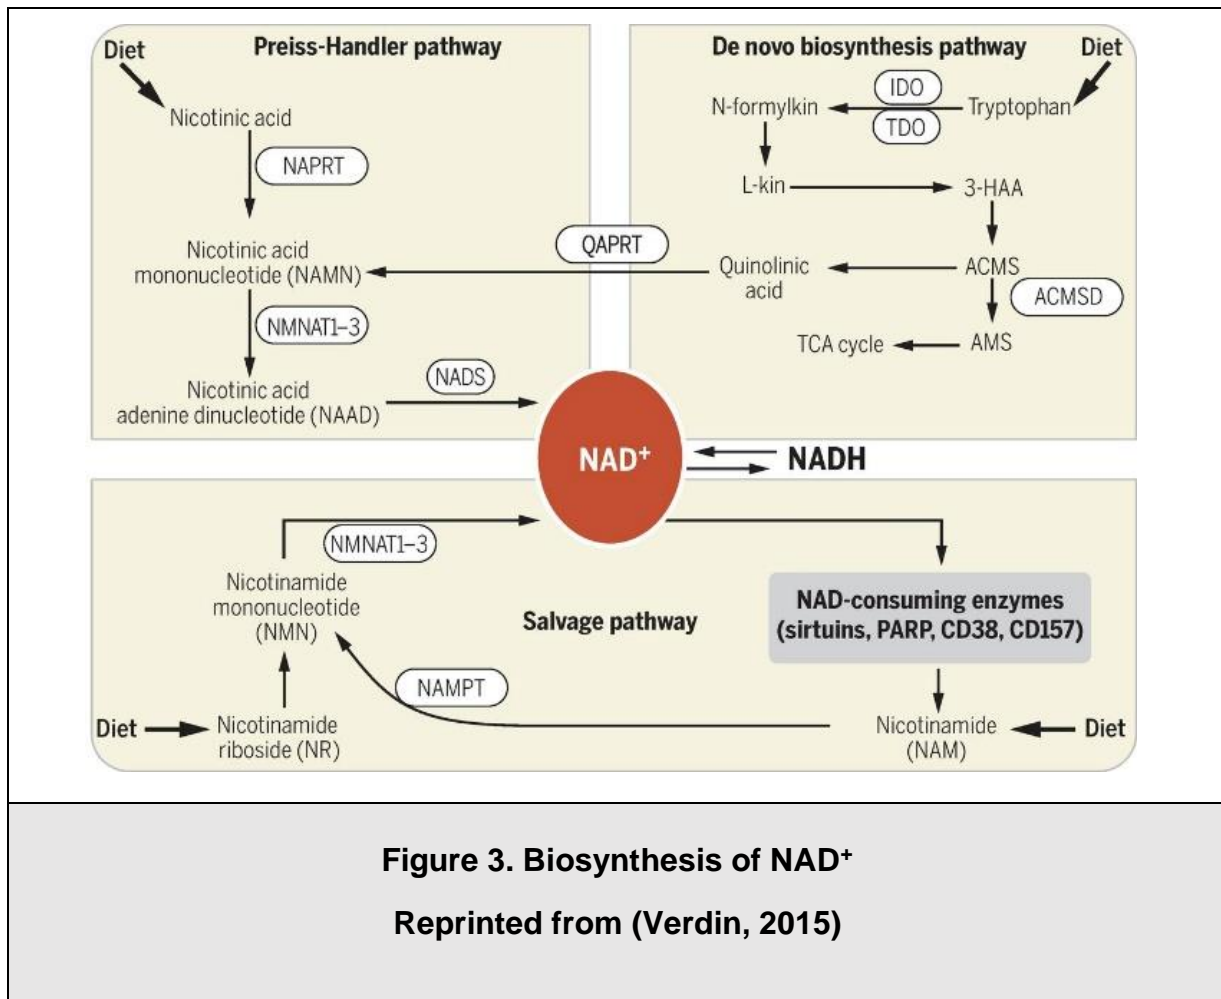 Preiss-Handler pathway
Diet
Nicotinic acid
NAPRT
Nicotinic acid
mononucleotide (NAMN)
NMNAT1–3
Nicotinic acid
adenine dinucleotide (NAAD)
NADS
De novo biosynthesis pathway
Diet
Tryptophan
IDO
TDO
N-formylkin
L-kin
3-HAA
ACMS
Quinolinic
acid
QAPRT
ACMSD
AMS
TCA cycle
NAD+
NADH
Salvage pathway
NMNAT1–3
Nicotinamide
mononucleotide
(NMN)
NAD-consuming enzymes
(sirtuins, PARP, CD38, CD157)
NAMPT
Diet
Nicotinamide
riboside (NR)
Nicotinamide
(NAM)
Diet
Figure 3. Biosynthesis of NAD+
Reprinted from (Verdin, 2015)